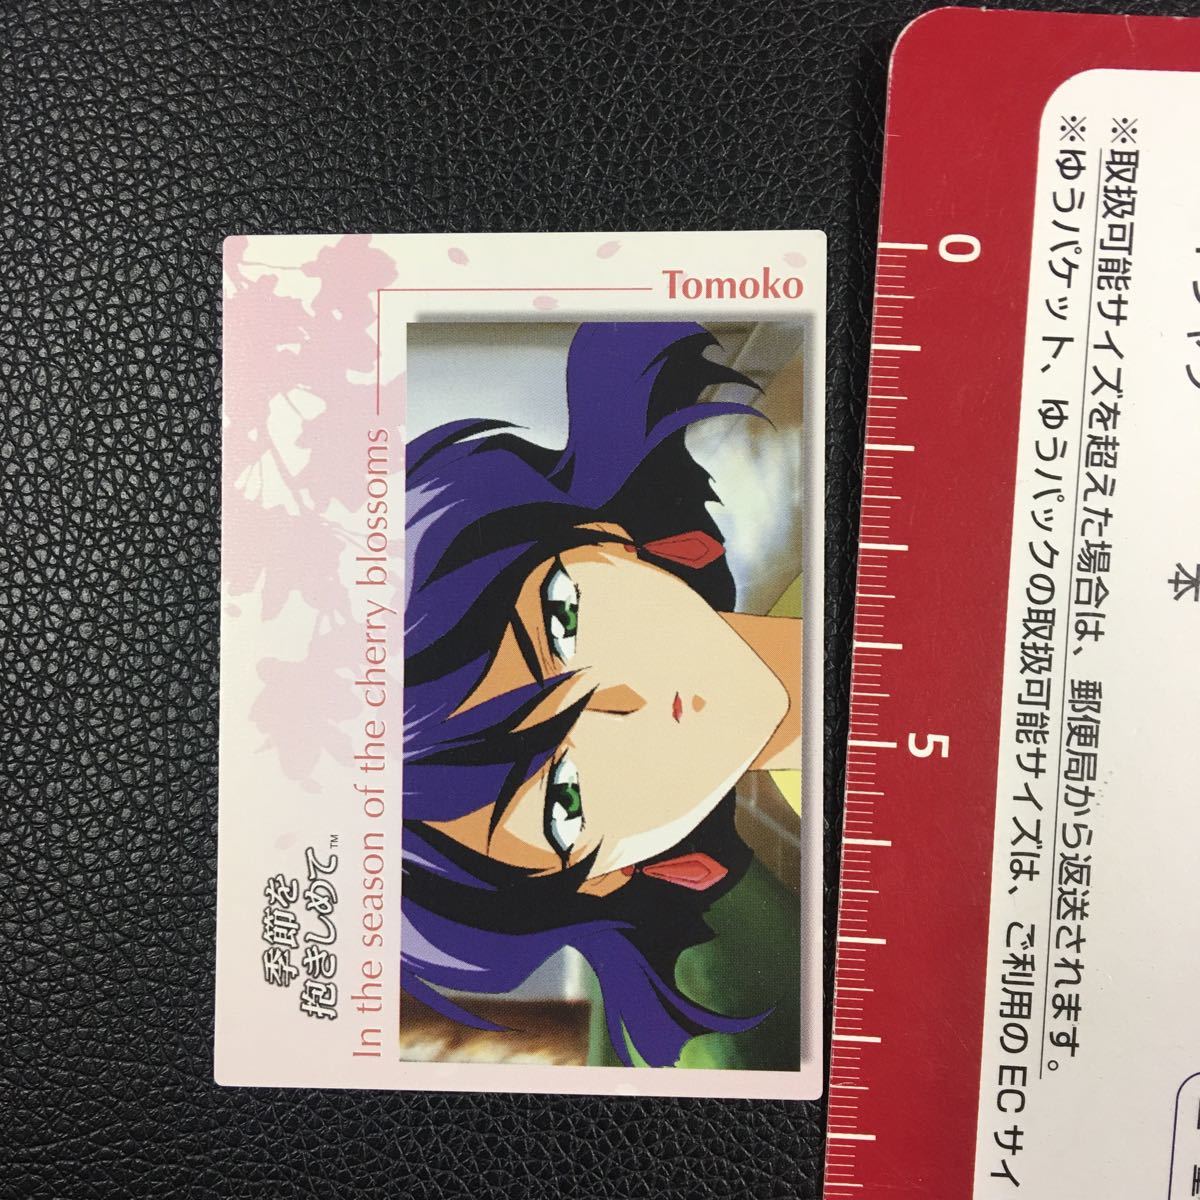 Tomoko
In the season of the cherry blossoms
季節を
抱きしめて™
0
5
※取扱可能サイズを超えた場合は、郵便局から返送されます。
※ゆうパケット、ゆうパックの取扱可能サイズは、ご利用のECサイ
本